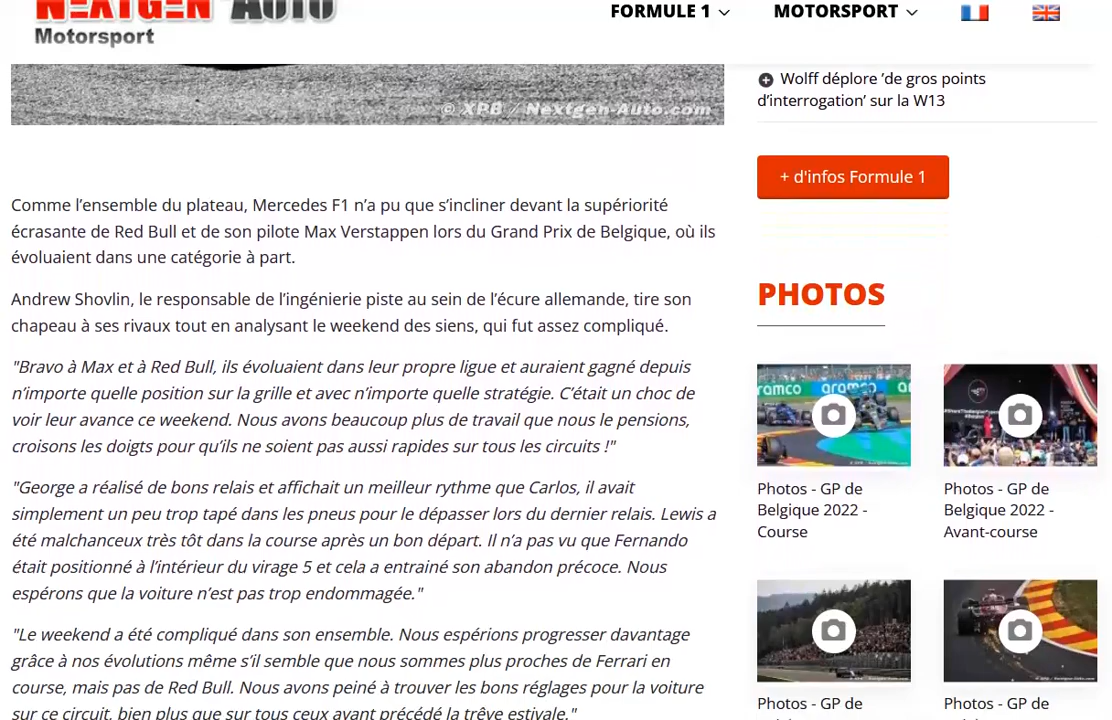 NEXTGEN AUTO
Motorsport
FORMULE 1
MOTORSPORT
© XPB / Nextgen-Auto.com
Comme l’ensemble du plateau, Mercedes F1 n’a pu que s’incliner devant la supériorité
écrasante de Red Bull et de son pilote Max Verstappen lors du Grand Prix de Belgique, où ils
évoluaient dans une catégorie à part.
Andrew Shovlin, le responsable de l’ingénierie piste au sein de l’écure allemande, tire son
chapeau à ses rivaux tout en analysant le weekend des siens, qui fut assez compliqué.
"Bravo à Max et à Red Bull, ils évoluaient dans leur propre ligue et auraient gagné depuis
n’importe quelle position sur la grille et avec n’importe quelle stratégie. C’était un choc de
voir leur avance ce weekend. Nous avons beaucoup plus de travail que nous le pensions,
croisons les doigts pour qu’ils ne soient pas aussi rapides sur tous les circuits !"
"George a réalisé de bons relais et affichait un meilleur rythme que Carlos, il avait
simplement un peu trop tapé dans les pneus pour le dépasser lors du dernier relais. Lewis a
été malchanceux très tôt dans la course après un bon départ. Il n’a pas vu que Fernando
était positionné à l’intérieur du virage 5 et cela a entrainé son abandon précoce. Nous
espérons que la voiture n’est pas trop endommagée."
"Le weekend a été compliqué dans son ensemble. Nous espérions progresser davantage
grâce à nos évolutions même s’il semble que nous sommes plus proches de Ferrari en
course, mais pas de Red Bull. Nous avons peiné à trouver les bons réglages pour la voiture
sur ce circuit, bien plus que sur tous ceux ayant précédé la trêve estivale."
Wolff déplore ’de gros points
d’interrogation’ sur la W13
+ d'infos Formule 1
PHOTOS
aramco
aramco
Photos - GP de
Belgique 2022 -
Course
Photos - GP de
Belgique 2022 -
Avant-course
Photos - GP de
Photos - GP de